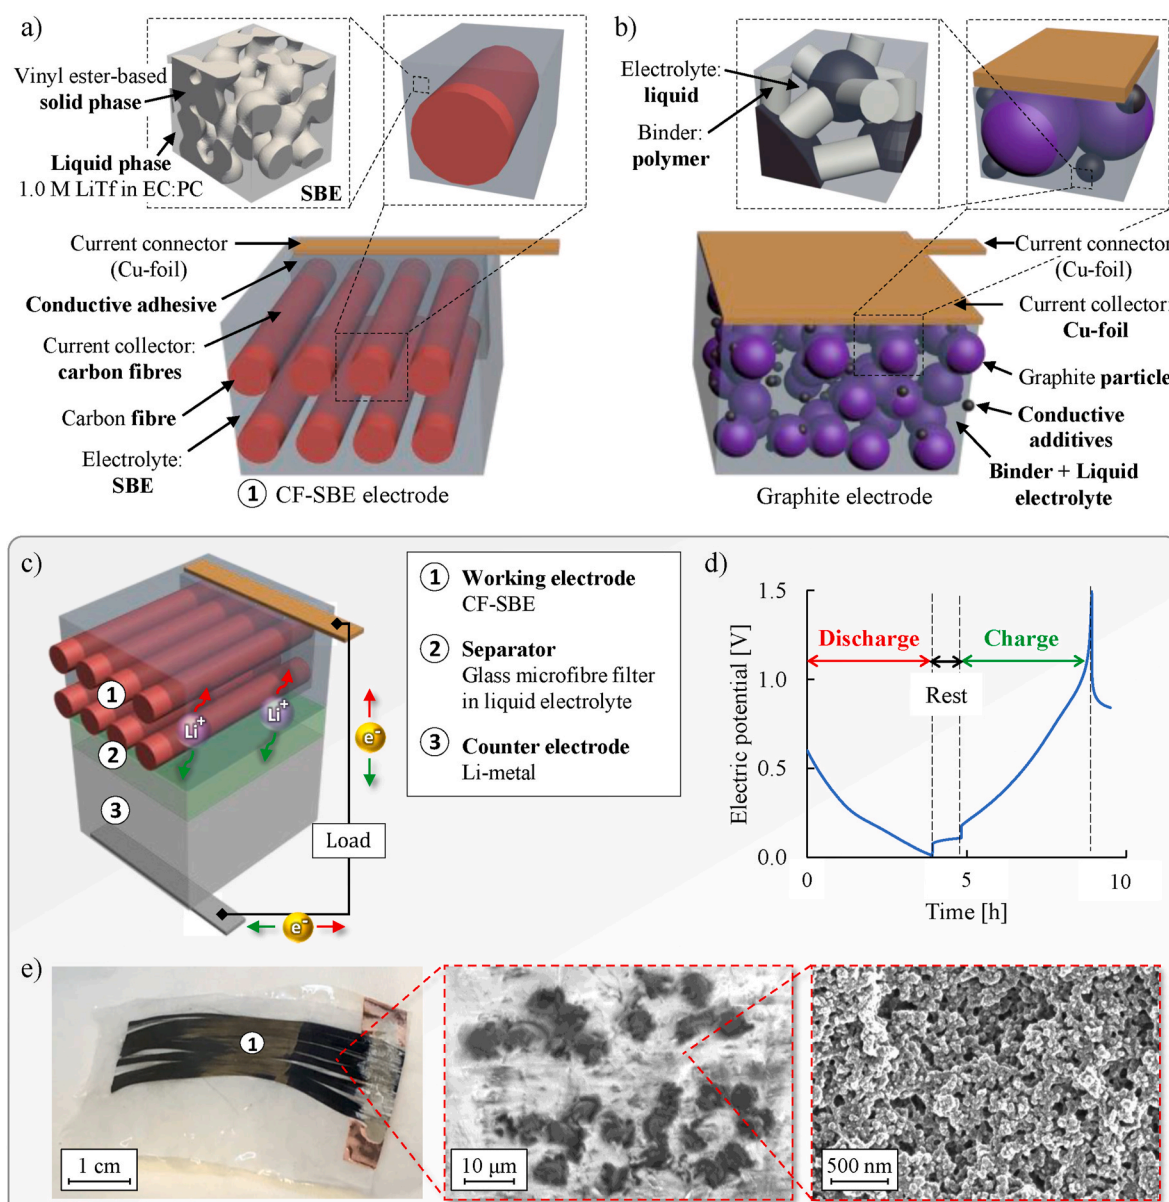 a)
Vinyl ester-based
solid phase
Liquid phase
1.0 M LiTf in EC:PC
SBE
Current connector
(Cu-foil)
Conductive adhesive
Current collector:
carbon fibres
Carbon fibre
Electrolyte:
SBE
1 CF-SBE electrode
b)
Electrolyte:
liquid
Binder:
polymer
Current connector
(Cu-foil)
Current collector:
Cu-foil
Graphite particle
Conductive
additives
Binder + Liquid
electrolyte
Graphite electrode
c)
1
2
3
Li+
Li+
e-
Load
e-
1 Working electrode
CF-SBE
2 Separator
Glass microfibre filter
in liquid electrolyte
3 Counter electrode
Li-metal
d)
Electric potential [V]
1.5
1.0
0.5
0.0
Discharge
Rest
Charge
0
5
10
Time [h]
e)
1
1 cm
10 μm
500 nm